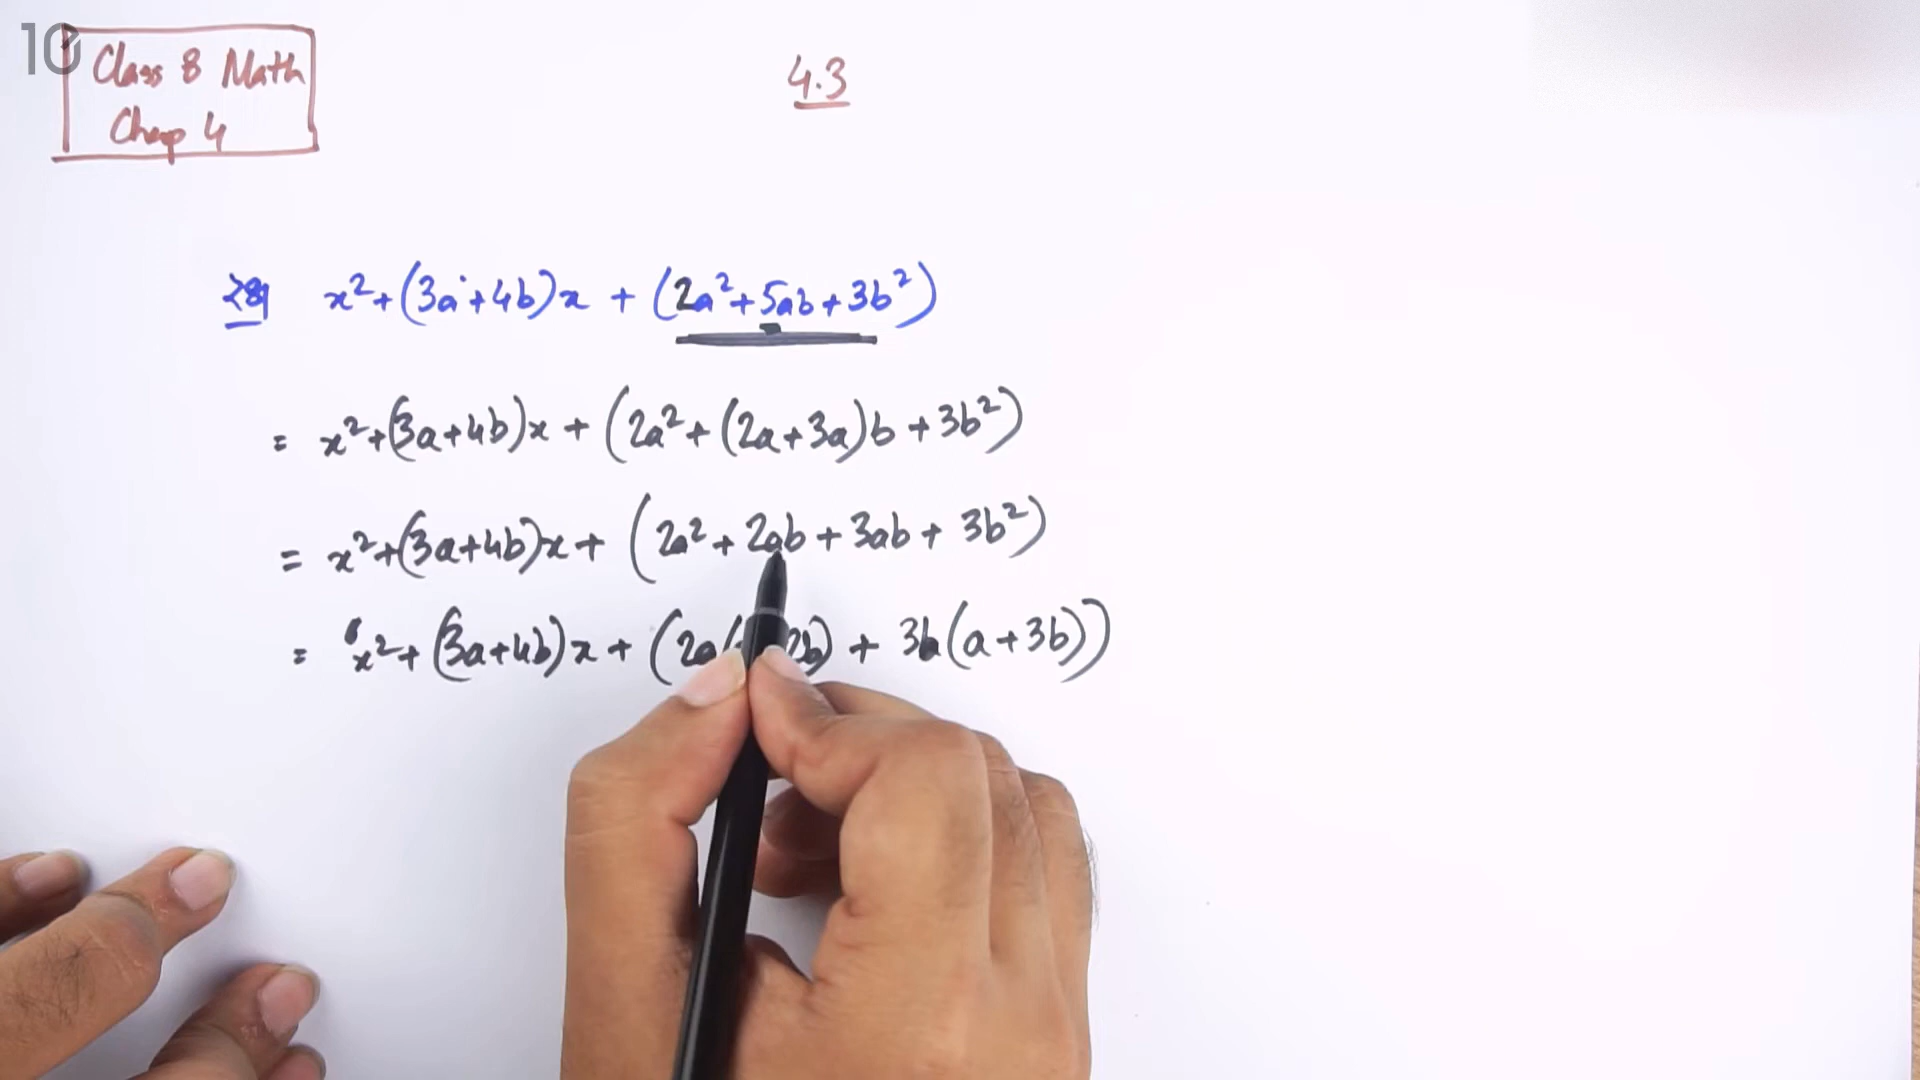 10
Class 8 Math
Chap 4
4.3
x²+(3a+4b)x + (2a²+5ab+3b²)
= x²+(3a+4b)x + (2a²+(2a+3a)b+3b²)
= x²+(3a+4b)x + (2a²+2ab+3ab+3b²)
= x²+(3a+4b)x + (2a( 2b) + 3b(a+3b))